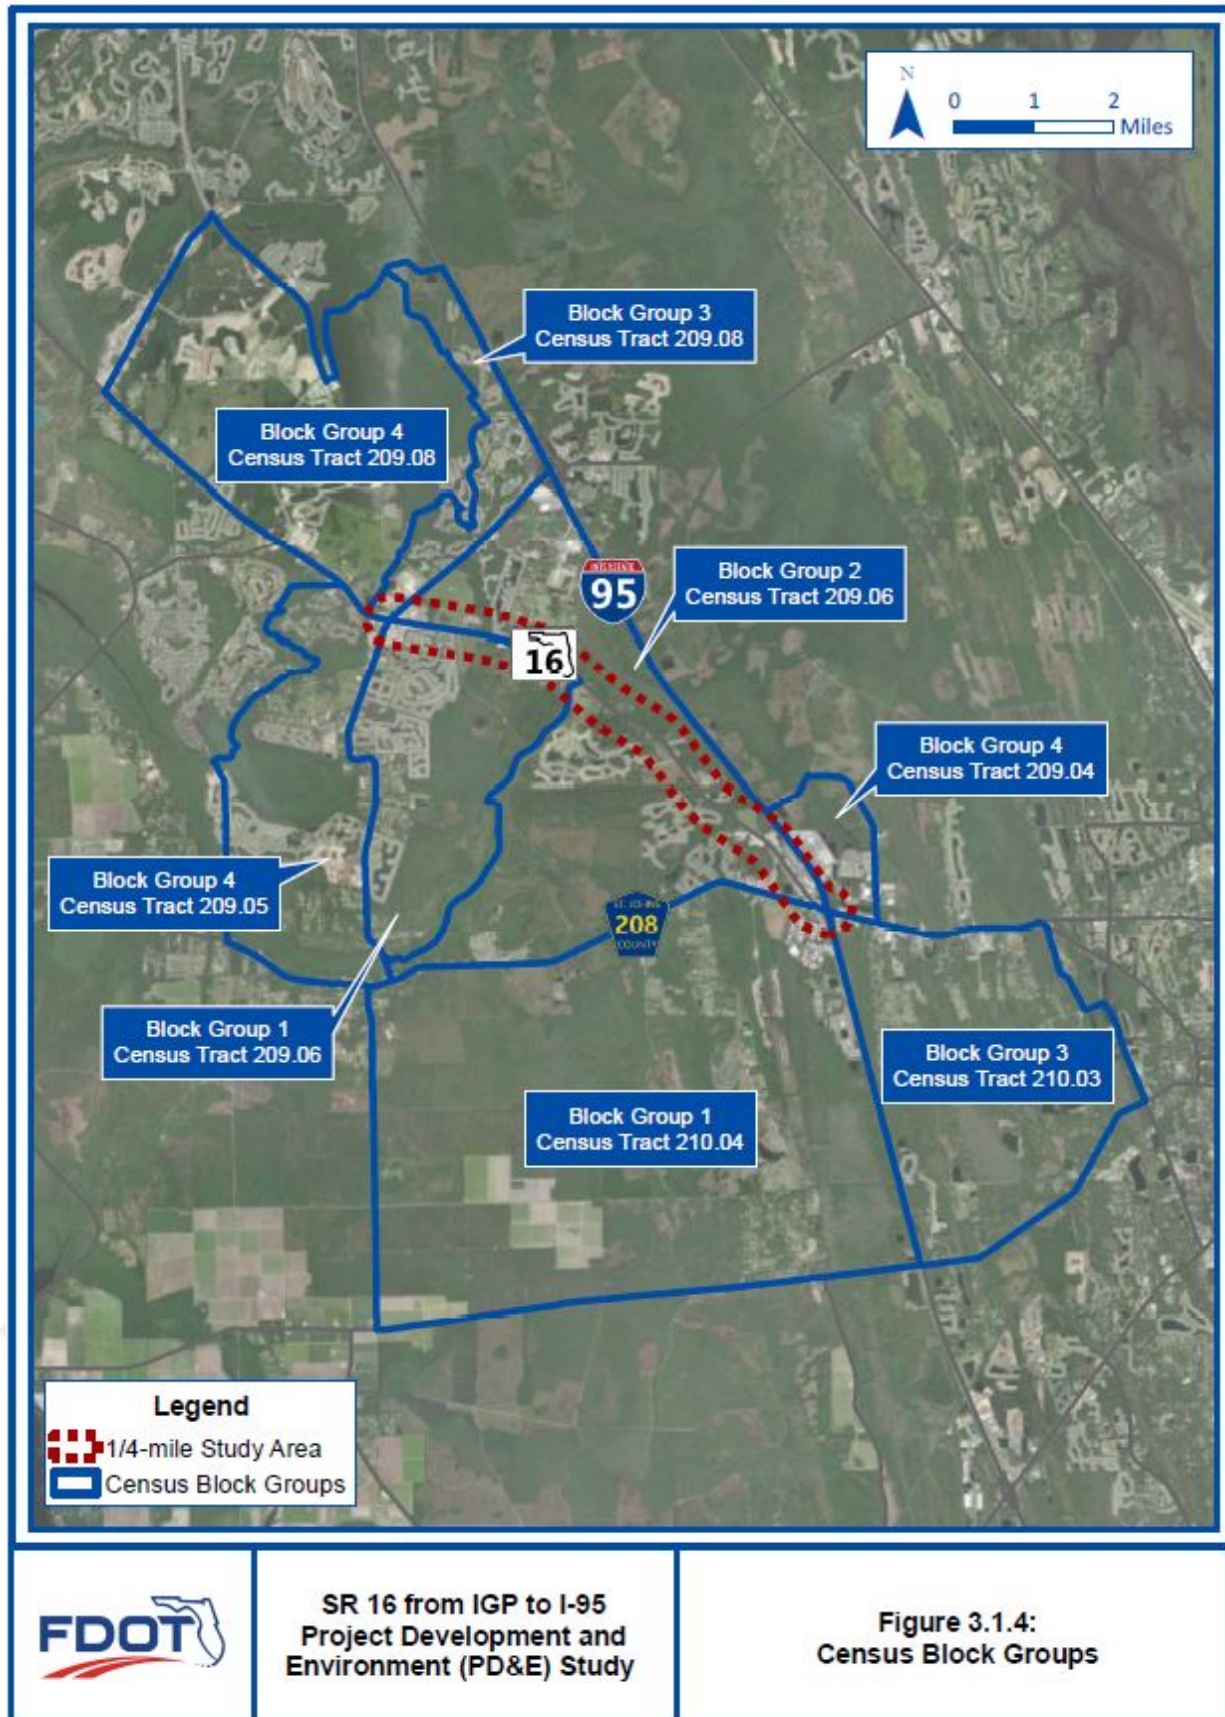 N
0 1 2
Miles
Block Group 3
Census Tract 209.08
Block Group 4
Census Tract 209.08
INTERSTATE
95
Block Group 2
Census Tract 209.06
16
Block Group 4
Census Tract 209.04
Block Group 4
Census Tract 209.05
ST. JOHNS
208
COUNTY
Block Group 1
Census Tract 209.06
Block Group 3
Census Tract 210.03
Block Group 1
Census Tract 210.04
Legend
1/4-mile Study Area
Census Block Groups
FDOT
SR 16 from IGP to I-95
Project Development and
Environment (PD&E) Study
Figure 3.1.4:
Census Block Groups